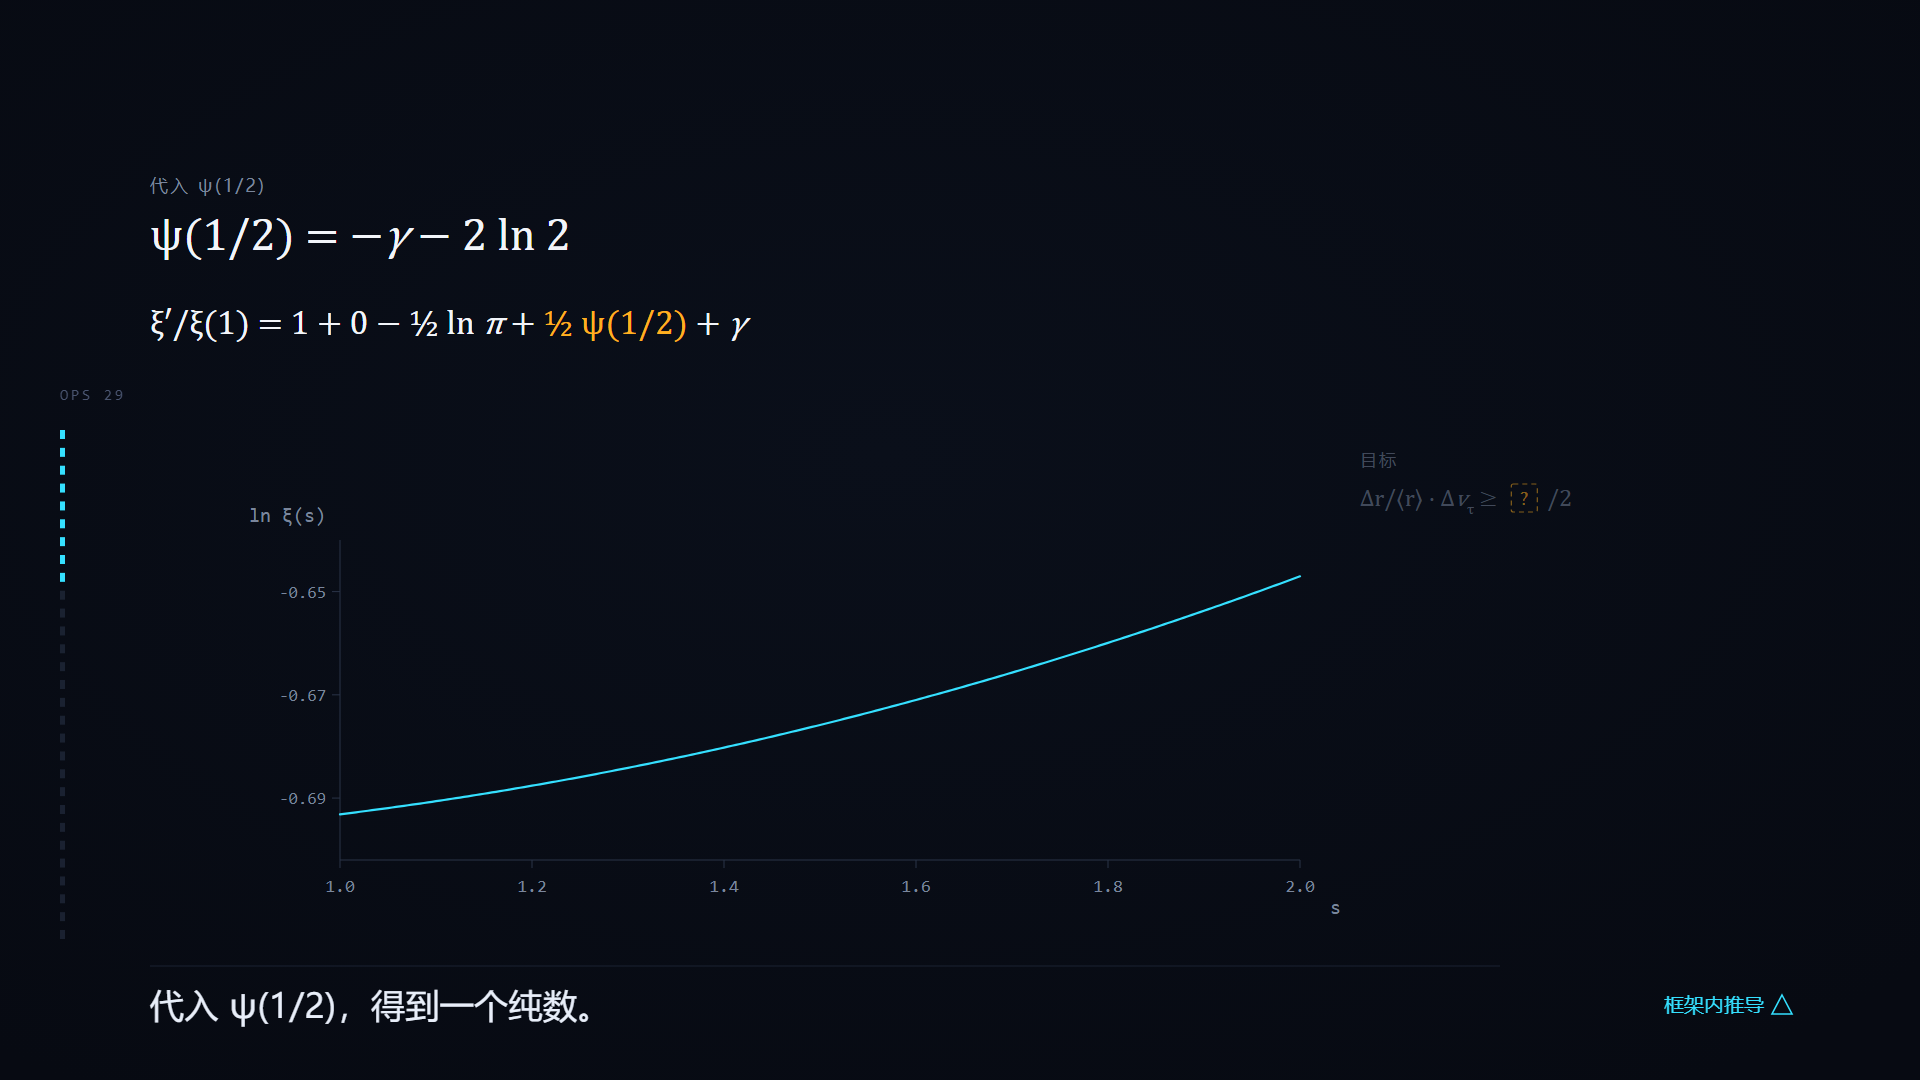 代入 ψ(1/2)
ψ(1/2) = −γ − 2 ln 2
ξ′/ξ(1) = 1 + 0 − ½ ln π + ½ ψ(1/2) + γ
OPS 29
目标
Δr/⟨r⟩ · Δν_τ ≥ ? /2
ln ξ(s)
-0.65
-0.67
-0.69
1.0 1.2 1.4 1.6 1.8 2.0
s
代入 ψ(1/2)，得到一个纯数。
框架内推导 △